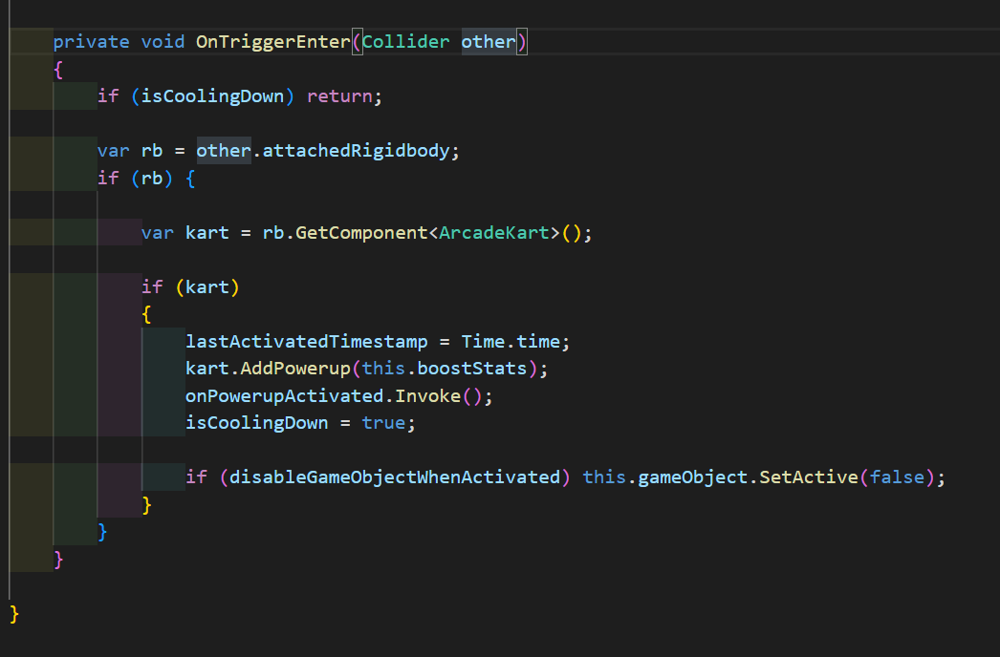 private void OnTriggerEnter(Collider other)
{
if (isCoolingDown) return;
var rb = other.attachedRigidbody;
if (rb) {
var kart = rb.GetComponent<ArcadeKart>();
if (kart)
{
lastActivatedTimestamp = Time.time;
kart.AddPowerup(this.boostStats);
onPowerupActivated.Invoke();
isCoolingDown = true;
if (disableGameObjectWhenActivated) this.gameObject.SetActive(false);
}
}
}
}